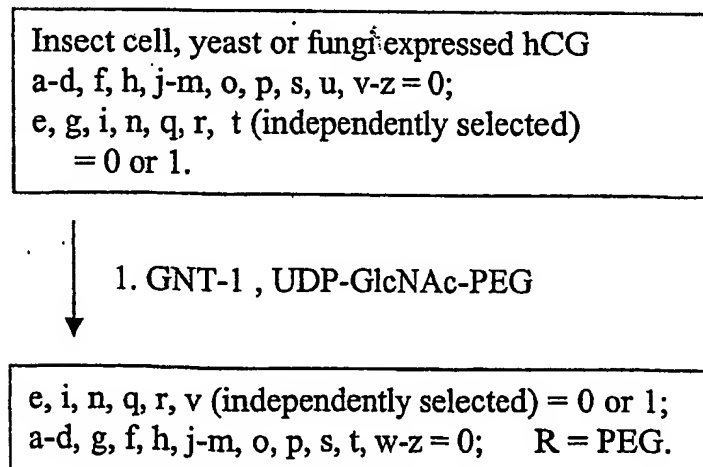 Insect cell, yeast or fungi expressed hCG
a-d, f, h, j-m, o, p, s, u, v-z = 0;
e, g, i, n, q, r, t (independently selected)
= 0 or 1.
1. GNT-1 , UDP-GlcNAc-PEG
e, i, n, q, r, v (independently selected) = 0 or 1;
a-d, g, f, h, j-m, o, p, s, t, w-z = 0; R = PEG.